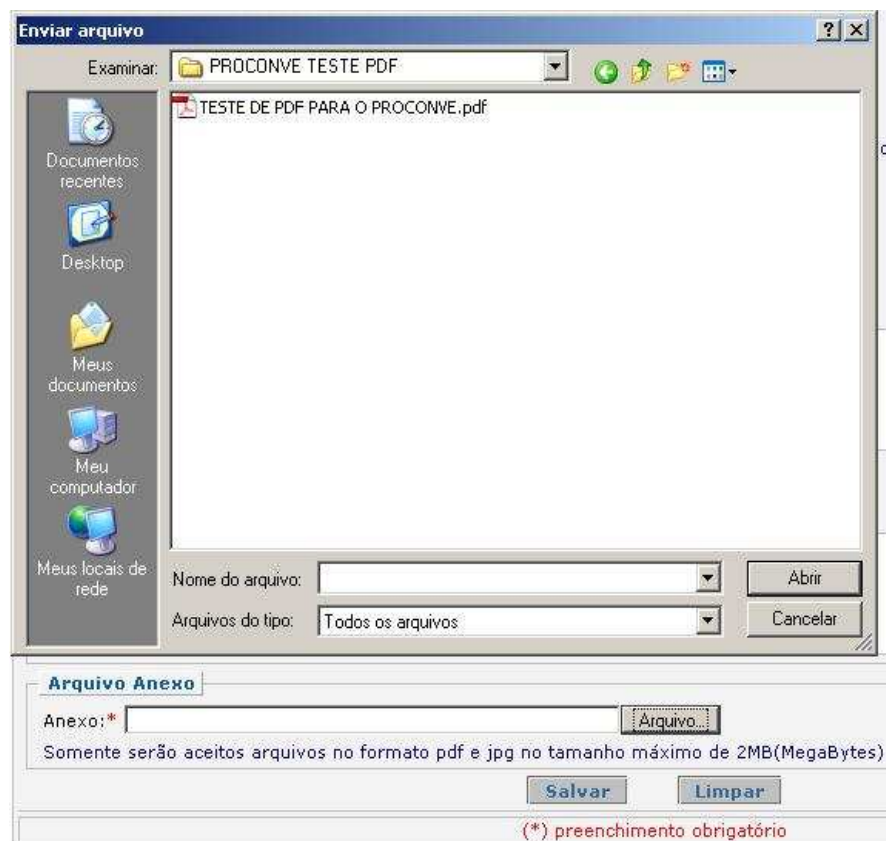 Enviar arquivo
Examinar: PROCONVE TESTE PDF
TESTE DE PDF PARA O PROCONVE.pdf
Documentos
recentes
Desktop
Meus
documentos
Meu
computador
Meus locais de
rede
Nome do arquivo:
Abrir
Arquivos do tipo: Todos os arquivos
Cancelar
Arquivo Anexo
Anexo:* Arquivo...
Somente serão aceitos arquivos no formato pdf e jpg no tamanho máximo de 2MB(MegaBytes)
Salvar Limpar
(*) preenchimento obrigatório